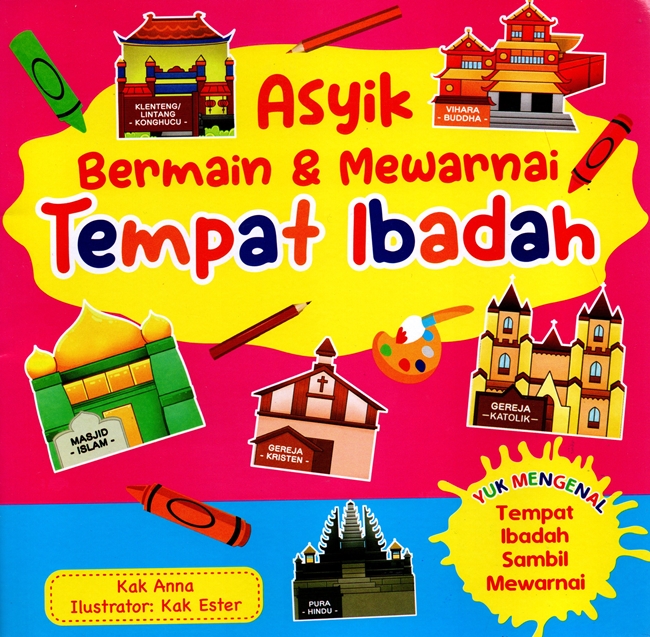 KLENTENG/
LINTANG
- KONGHUCU -
VIHARA
- BUDDHA -
Asyik
Bermain & Mewarnai
Tempat Ibadah
MASJID
- ISLAM -
GEREJA
- KRISTEN -
GEREJA
- KATOLIK -
YUK MENGENAL
Tempat
Ibadah
Sambil
Mewarnai
PURA
- HINDU -
Kak Anna
Ilustrator: Kak Ester